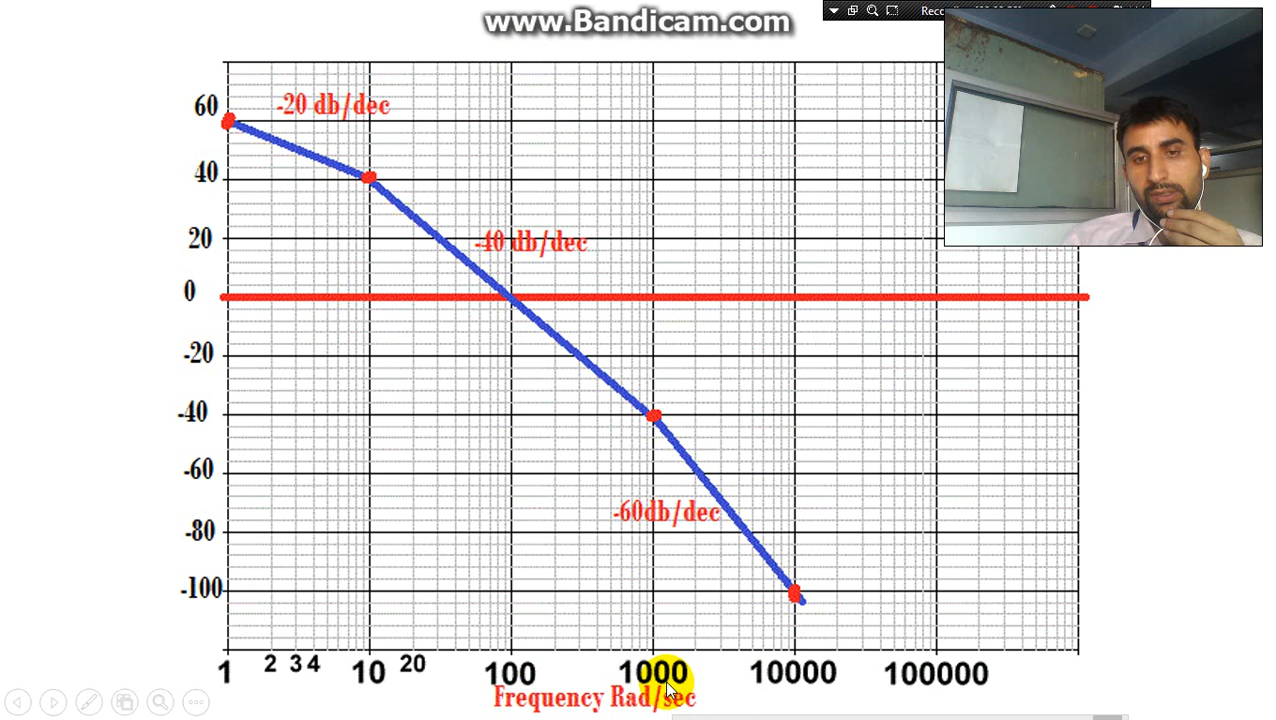 www.Bandicam.com
60
-20 db/dec
40
20
-40 db/dec
0
-20
-40
-60
-60db/dec
-80
-100
1 2 3 4 10 20 100 1000 10000 100000
Frequency Rad/sec